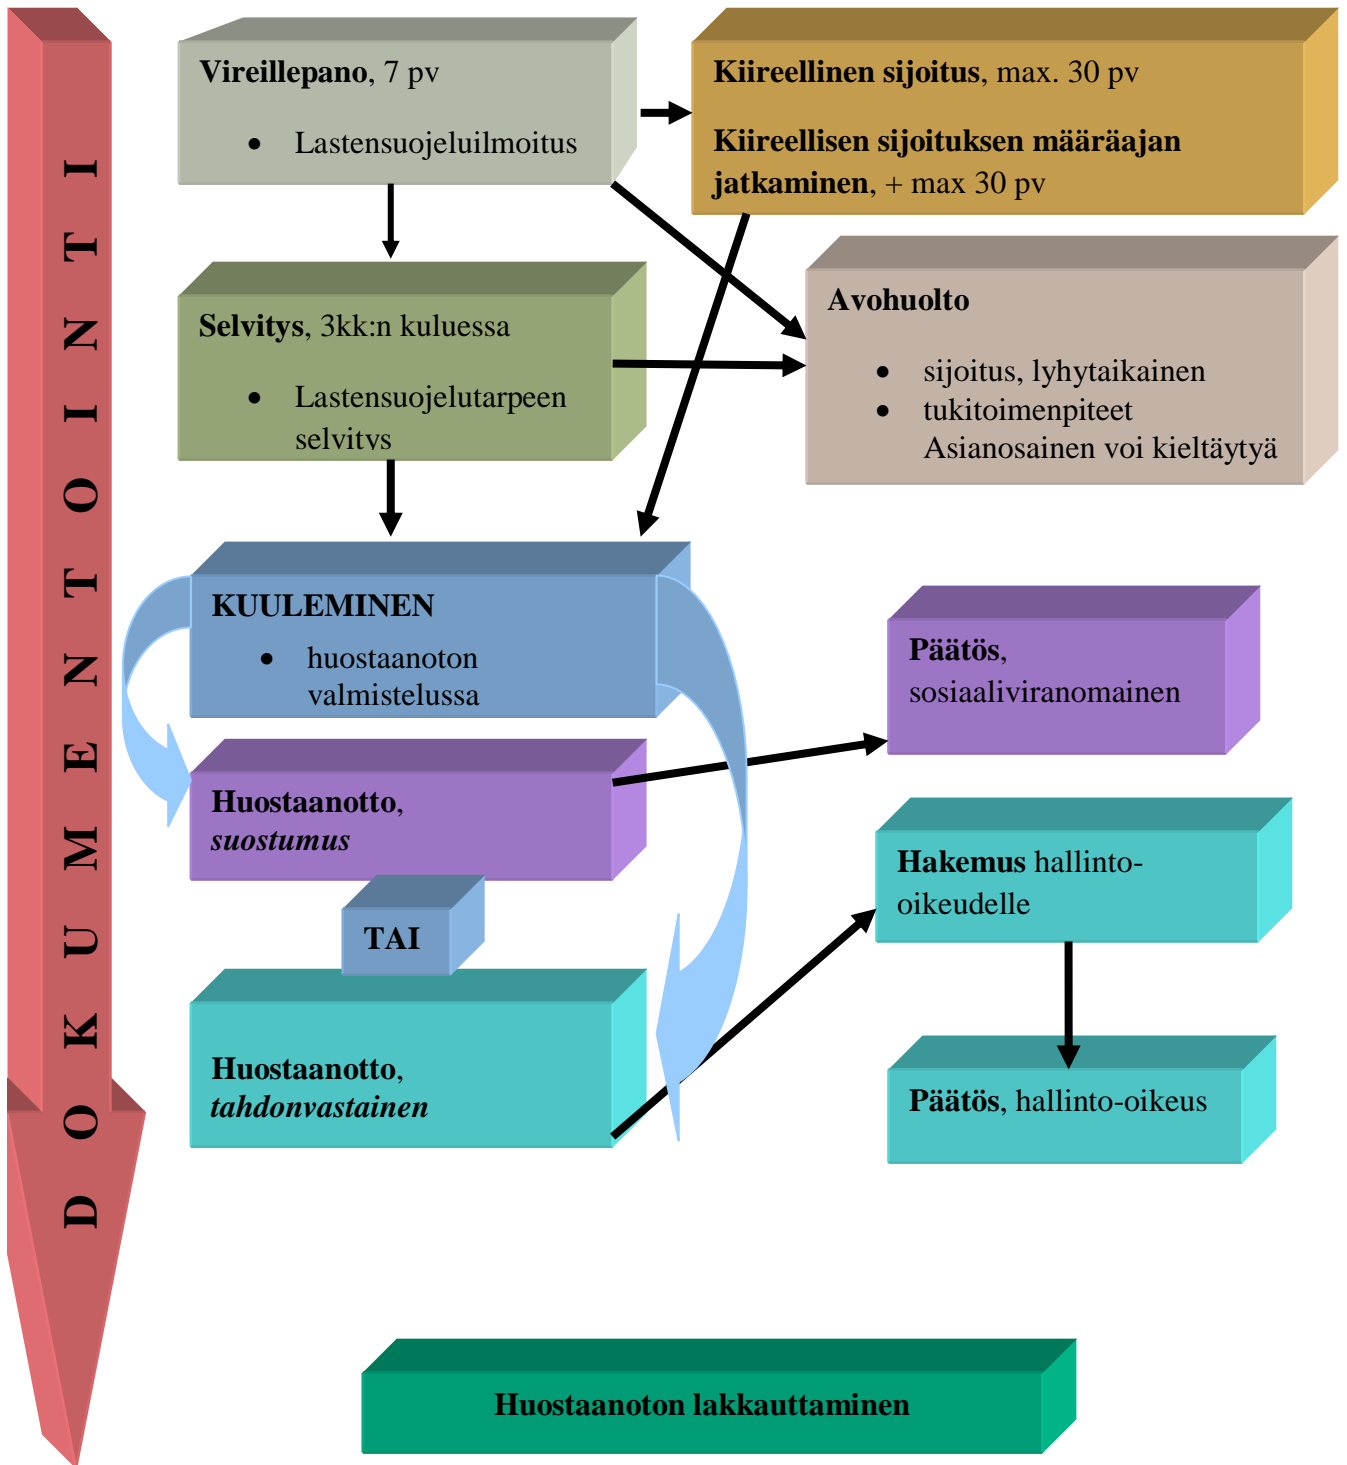 DOKUMENTOINTI
Vireillepano, 7 pv
• Lastensuojeluilmoitus
Kiireellinen sijoitus, max. 30 pv
Kiireellisen sijoituksen määräajan
jatkaminen, + max 30 pv
Selvitys, 3kk:n kuluessa
• Lastensuojelutarpeen
selvitys
Avohuolto
• sijoitus, lyhytaikainen
• tukitoimenpiteet
Asianosainen voi kieltäytyä
KUULEMINEN
• huostaanoton
valmistelussa
Päätös,
sosiaaliviranomainen
Huostaanotto,
suostumus
TAI
Hakemus hallinto-
oikeudelle
Huostaanotto,
tahdonvastainen
Päätös, hallinto-oikeus
Huostaanoton lakkauttaminen